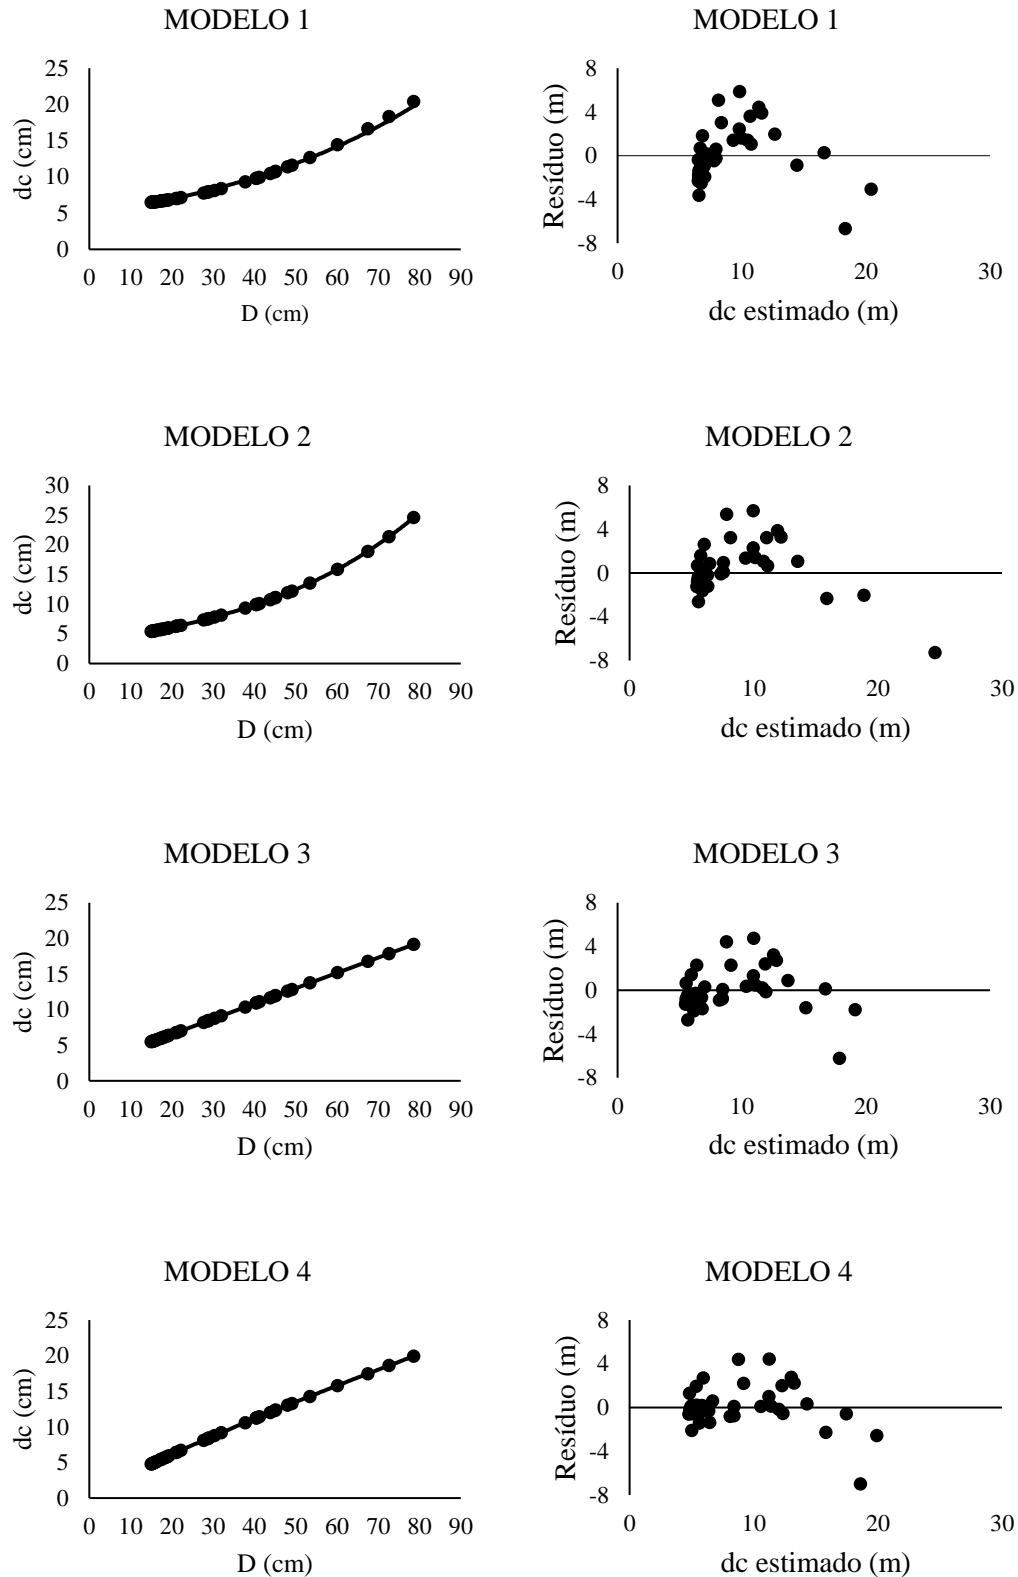 MODELO 1
25
20
15
10
5
0
dc (cm)
0 10 20 30 40 50 60 70 80 90
D (cm)
MODELO 1
8
4
0
-4
-8
Resíduo (m)
0 10 20 30
dc estimado (m)
MODELO 2
30
25
20
15
10
5
0
dc (cm)
0 10 20 30 40 50 60 70 80 90
D (cm)
MODELO 2
8
4
0
-4
-8
Resíduo (m)
0 10 20 30
dc estimado (m)
MODELO 3
25
20
15
10
5
0
dc (cm)
0 10 20 30 40 50 60 70 80 90
D (cm)
MODELO 3
8
4
0
-4
-8
Resíduo (m)
0 10 20 30
dc estimado (m)
MODELO 4
25
20
15
10
5
0
dc (cm)
0 10 20 30 40 50 60 70 80 90
D (cm)
MODELO 4
8
4
0
-4
-8
Resíduo (m)
0 10 20 30
dc estimado (m)